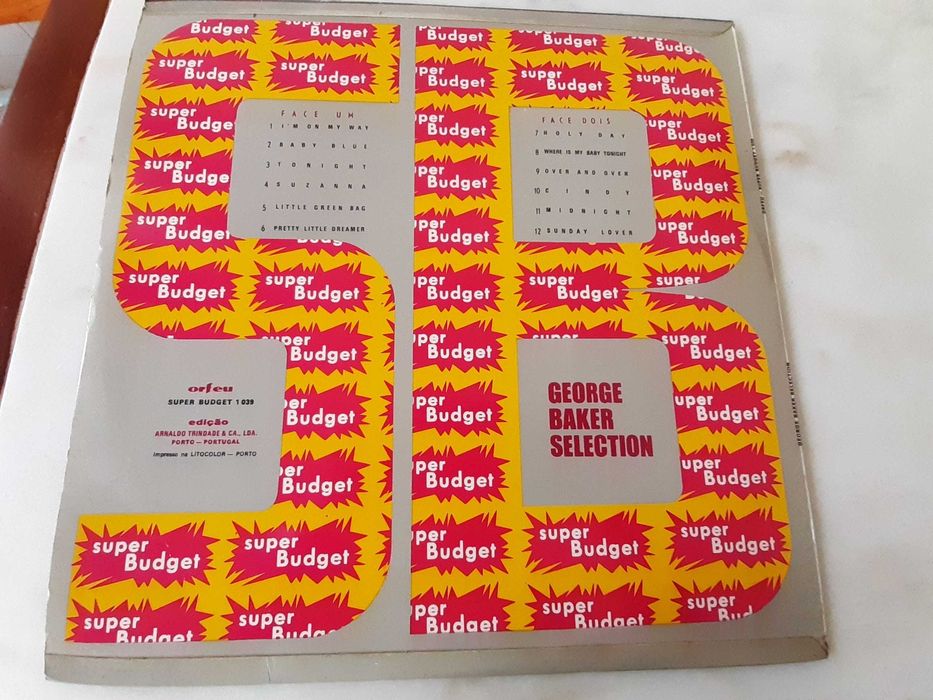 super Budget
FACE UM
1 I'M ON MY WAY
2 BABY BLUE
3 TONIGHT
4 SUZANNA
5 LITTLE GREEN BAG
6 PRETTY LITTLE DREAMER
FACE DOIS
7 HOLY DAY
8 WHERE IS MY BABY TONIGHT
9 OVER AND OVER
10 CINDY
11 MIDNIGHT
12 SUNDAY LOVER
orfeu
SUPER BUDGET 1 039
edição
ARNALDO TRINDADE & CA., LDA.
PORTO — PORTUGAL
Impresso na LITOCOLOR — PORTO
GEORGE
BAKER
SELECTION
GEORGE BAKER SELECTION